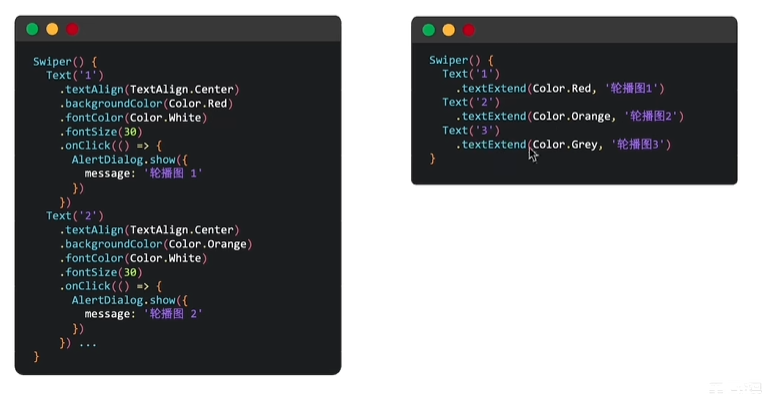 Swiper() {
Text('1')
.textAlign(TextAlign.Center)
.backgroundColor(Color.Red)
.fontColor(Color.White)
.fontSize(30)
.onClick(() => {
AlertDialog.show({
message: '轮播图 1'
})
})
Text('2')
.textAlign(TextAlign.Center)
.backgroundColor(Color.Orange)
.fontColor(Color.White)
.fontSize(30)
.onClick(() => {
AlertDialog.show({
message: '轮播图 2'
})
}) ...
}
Swiper() {
Text('1')
.textExtend(Color.Red, '轮播图1')
Text('2')
.textExtend(Color.Orange, '轮播图2')
Text('3')
.textExtend(Color.Grey, '轮播图3')
}